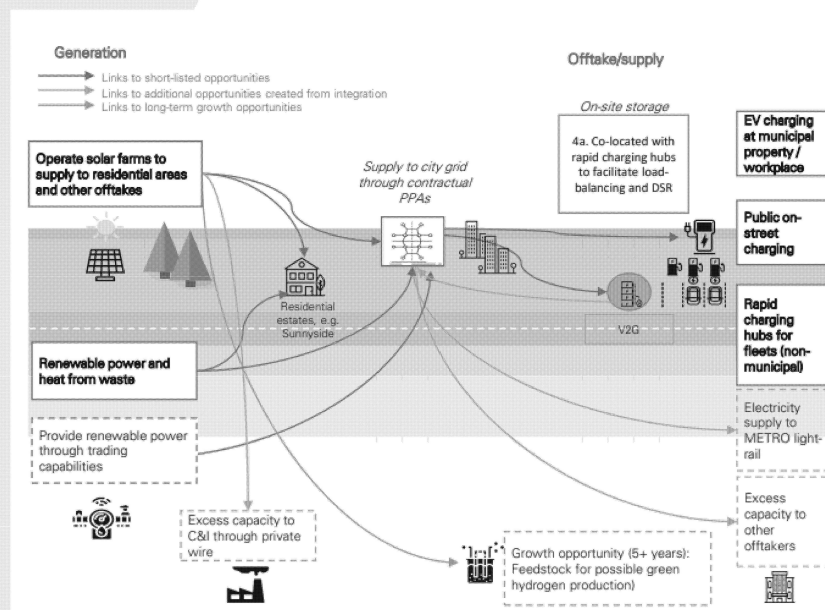 Generation
Links to short-listed opportunities
Links to additional opportunities created from integration
Links to long-term growth opportunities
Offtake/supply
Operate solar farms to
supply to residential areas
and other offtakes
Supply to city grid
through contractual
PPAs
On-site storage
4a. Co-located with
rapid charging hubs
to facilitate load-
balancing and DSR
EV charging
at municipal
property /
workplace
Public on-
street
charging
Residential
estates, e.g.
Sunnyside
V2G
Rapid
charging
hubs for
fleets (non-
municipal)
Renewable power and
heat from waste
Provide renewable power
through trading
capabilities
Electricity
supply to
METRO light-
rail
Excess
capacity to
other
offtakers
Excess capacity to
C&I through private
wire
Growth opportunity (5+ years):
Feedstock for possible green
hydrogen production)